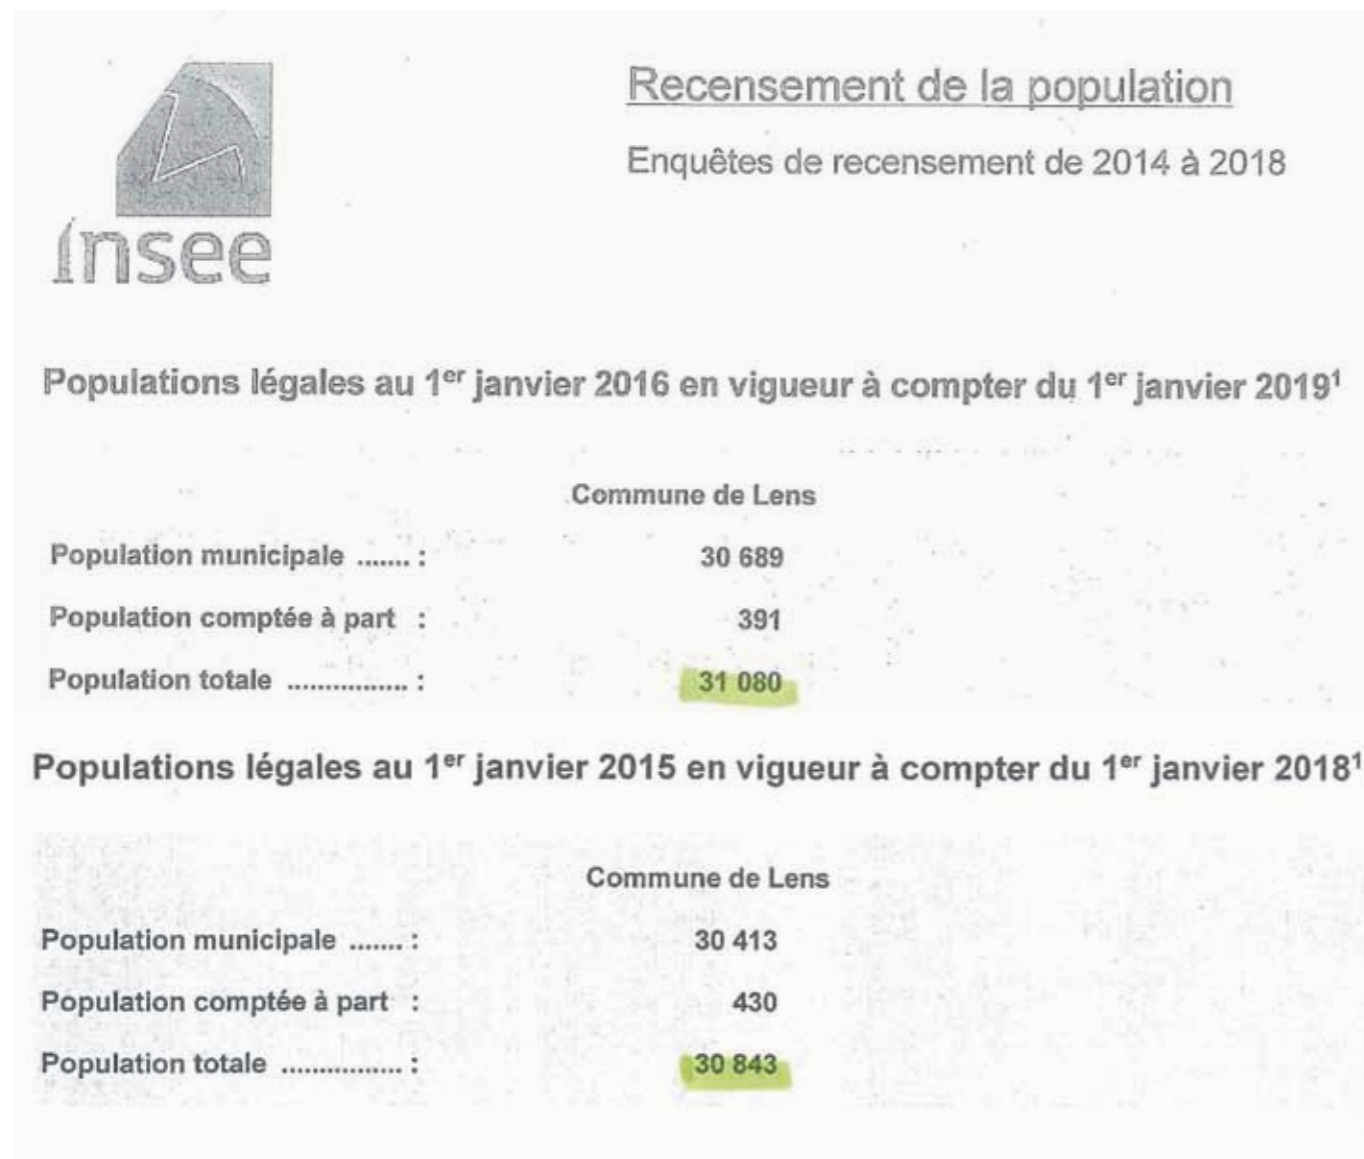 Recensement de la population
Enquêtes de recensement de 2014 à 2018
insee
Populations légales au 1er janvier 2016 en vigueur à compter du 1er janvier 2019¹
Commune de Lens
Population municipale ....... : 30 689
Population comptée à part : 391
Population totale ................ : 31 080
Populations légales au 1er janvier 2015 en vigueur à compter du 1er janvier 2018¹
Commune de Lens
Population municipale ....... : 30 413
Population comptée à part : 430
Population totale ................ : 30 843